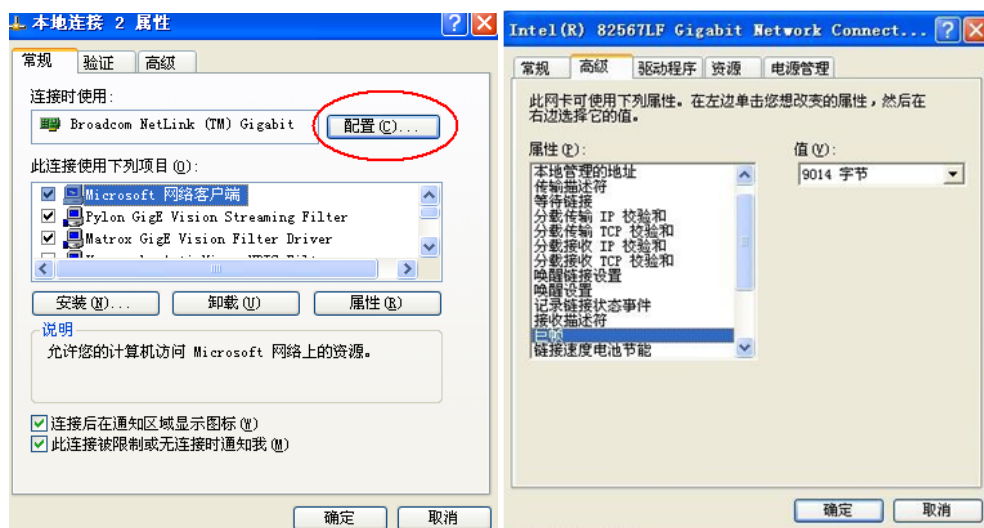 本地连接 2 属性
常规
验证
高级
连接时使用:
Broadcom NetLink (TM) Gigabit
配置(C)...
此连接使用下列项目(O):
Microsoft 网络客户端
Pylon GigE Vision Streaming Filter
Matrox GigE Vision Filter Driver
安装(N)...
卸载(U)
属性(R)
说明
允许您的计算机访问 Microsoft 网络上的资源。
连接后在通知区域显示图标(W)
此连接被限制或无连接时通知我(M)
确定
取消
Intel(R) 82567LF Gigabit Network Connect...
常规
高级
驱动程序
资源
电源管理
此网卡可使用下列属性。在左边单击您想改变的属性，然后在
右边选择它的值。
属性(P):
值(V):
本地管理的地址
传输描述符
等待链接
分载传输 IP 校验和
分载传输 TCP 校验和
分载接收 IP 校验和
分载接收 TCP 校验和
唤醒链接设置
唤醒设置
记录链接状态事件
接收描述符
巨帧
链接速度电池节能
9014 字节
确定
取消